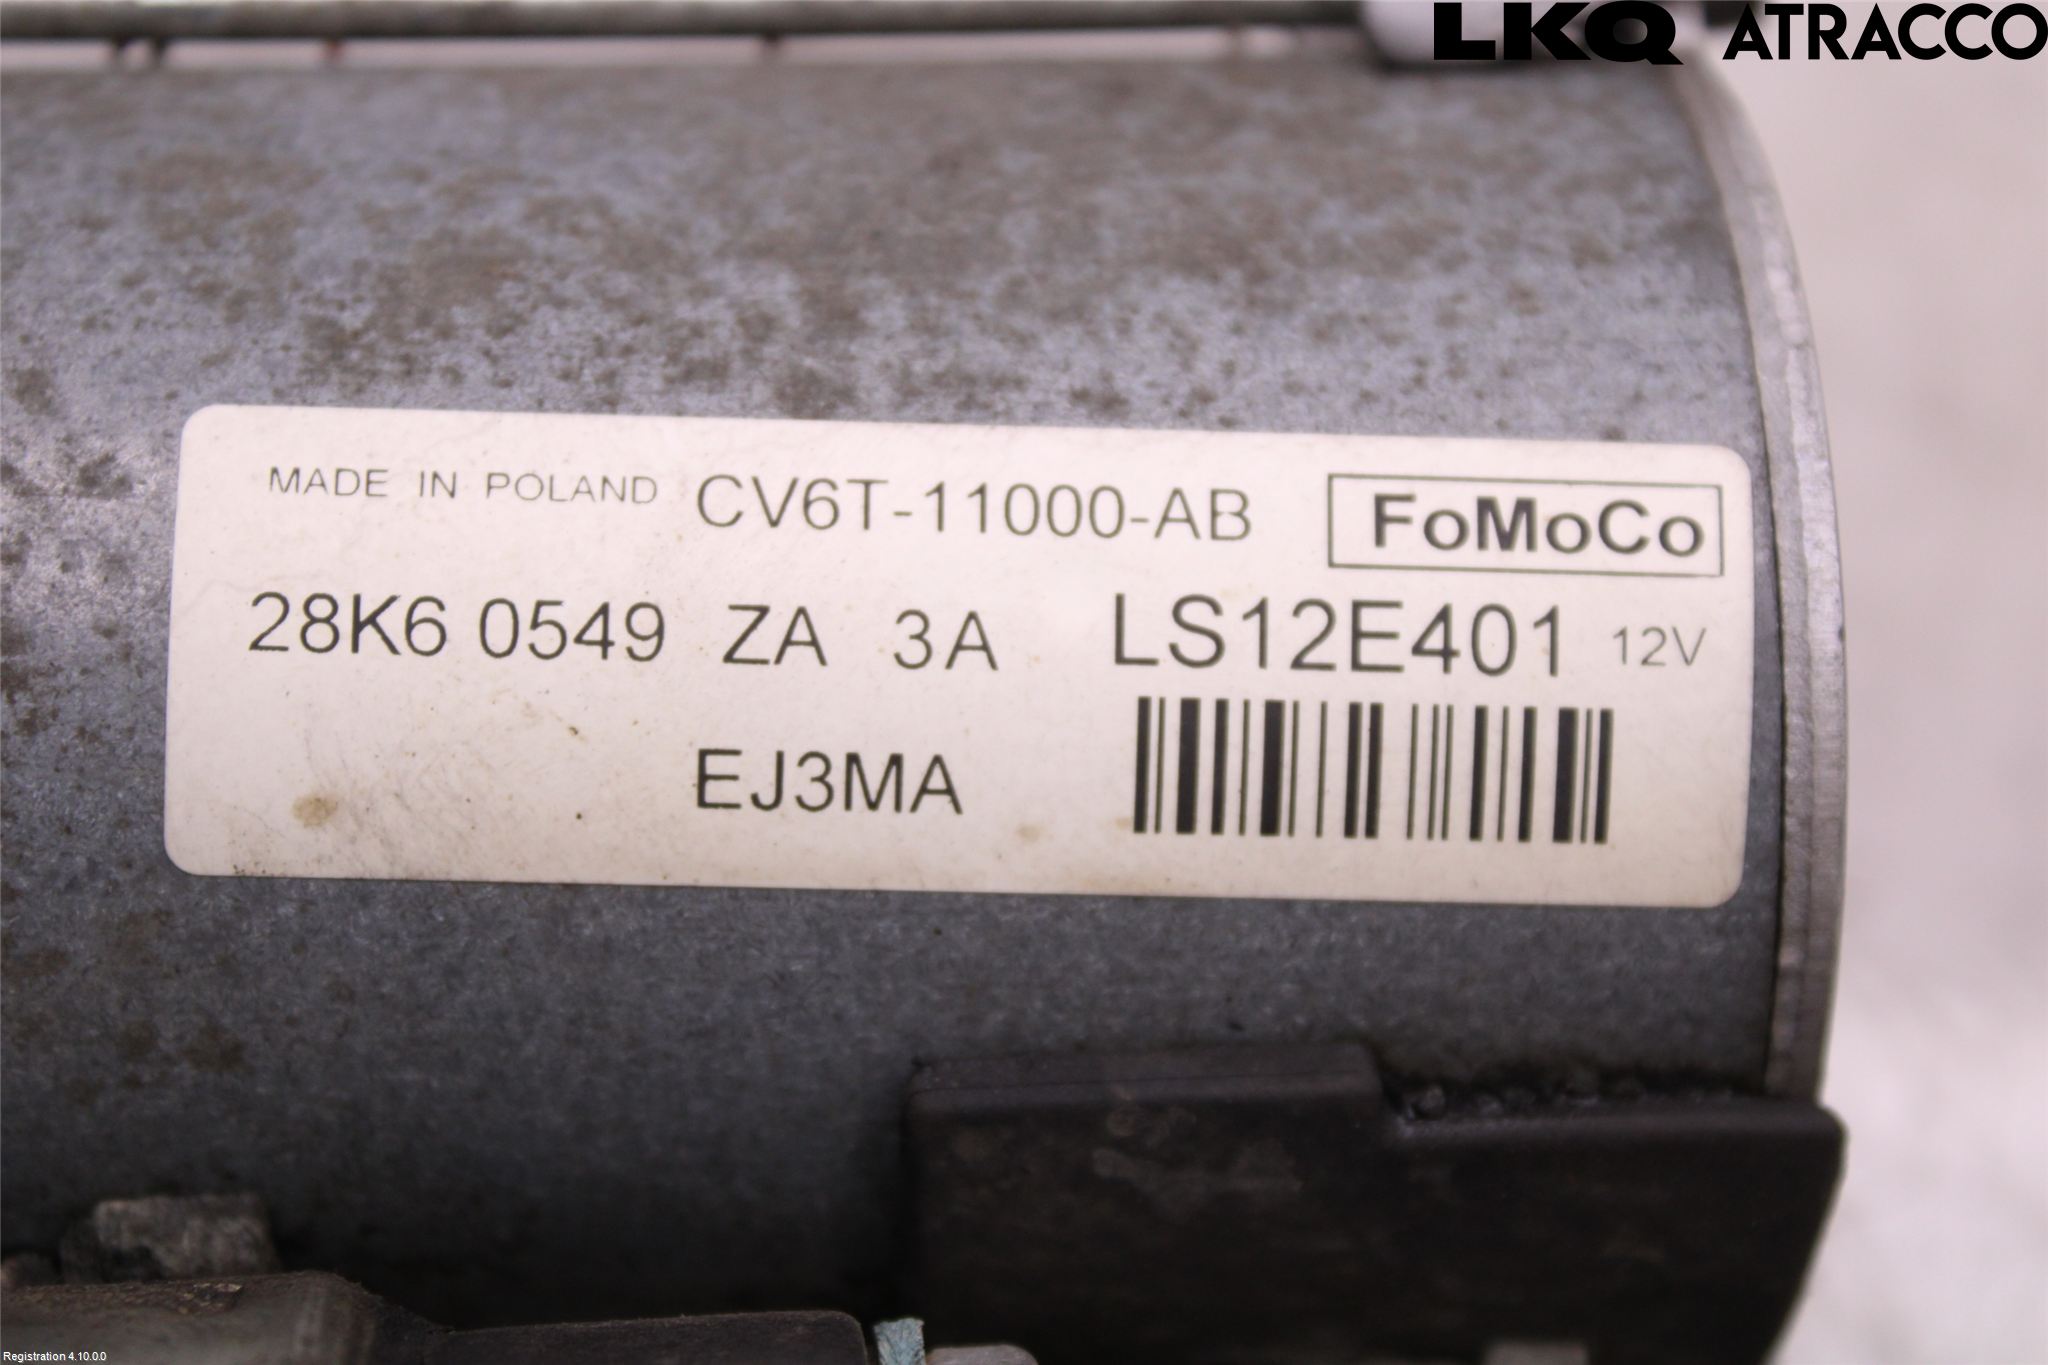 LKQ ATRACCO
MADE IN POLAND CV6T-11000-AB FoMoCo
28K6 0549 ZA 3A LS12E401 12V
EJ3MA
Registration 4.10.0.0